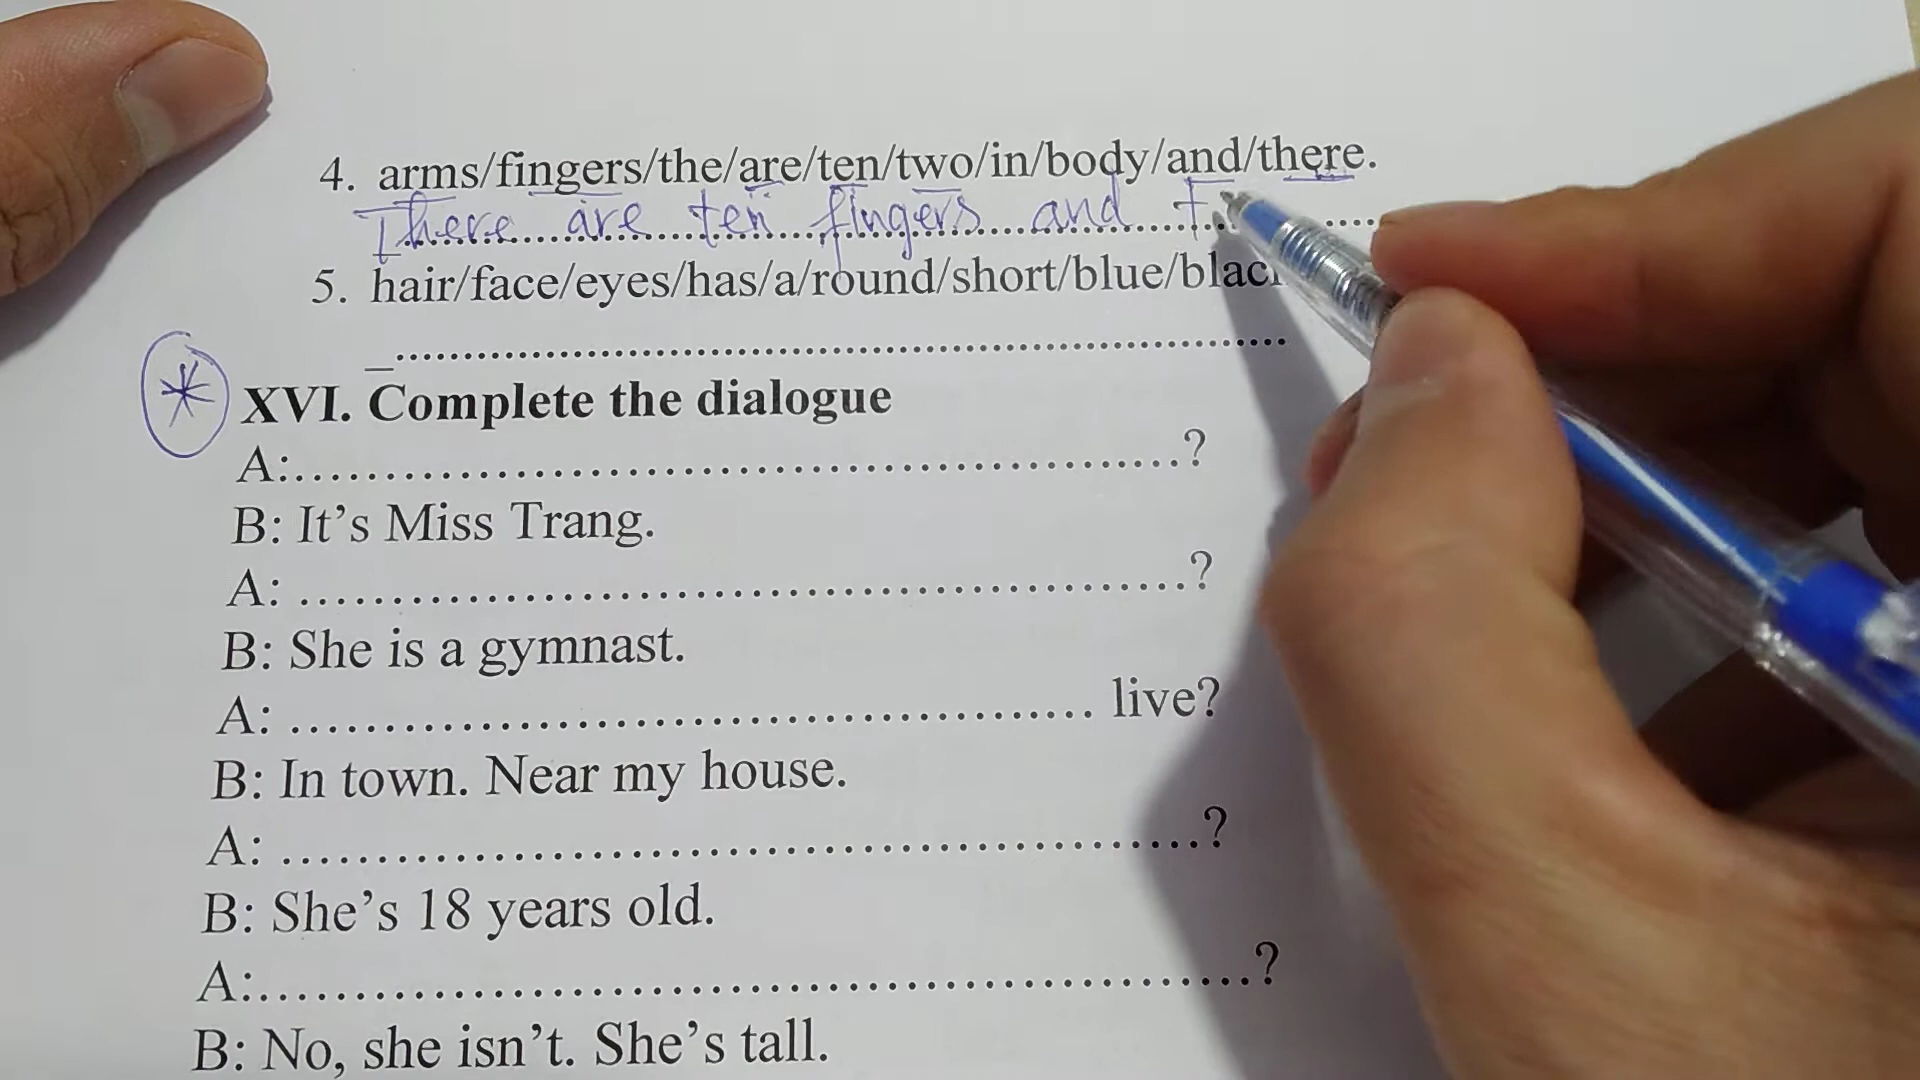 4. arms/fingers/the/are/ten/two/in/body/and/there.
There are ten fingers and t
5. hair/face/eyes/has/a/round/short/blue/blac
XVI. Complete the dialogue
A:..............................................?
B: It's Miss Trang.
A: ..............................................?
B: She is a gymnast.
A: .......................................... live?
B: In town. Near my house.
A: ..............................................?
B: She's 18 years old.
A:..................................................?
B: No, she isn't. She's tall.